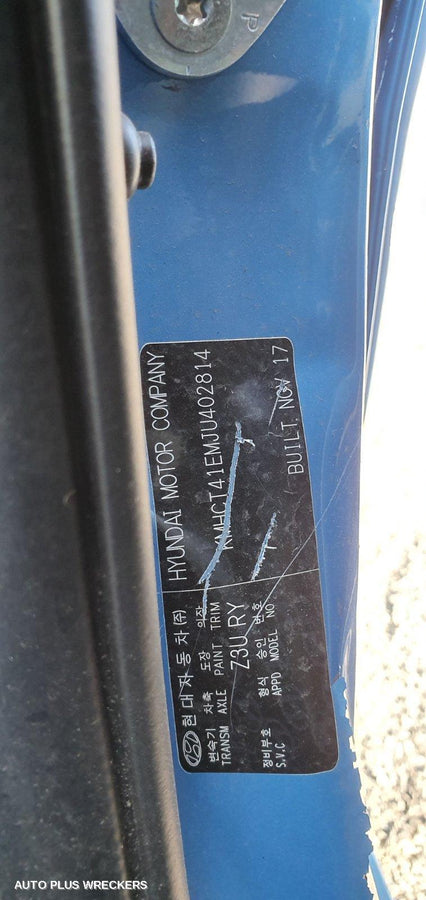 현대자동차(주) HYUNDAI MOTOR COMPANY
변속기 차축 도장 의장
TRANSM AXLE PAINT TRIM KMHCT41EMJU402814
Z3U RY
정비부호 형식 승인 번호
S.V.C APPD MODEL NO BUILT. NOV 17
AUTO PLUS WRECKERS